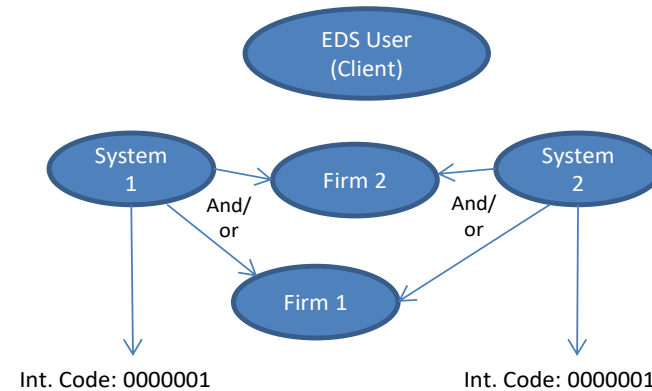 EDS User
(Client)
System
1
Firm 2
System
2
And/
or
And/
or
Firm 1
Int. Code: 0000001
Int. Code: 0000001